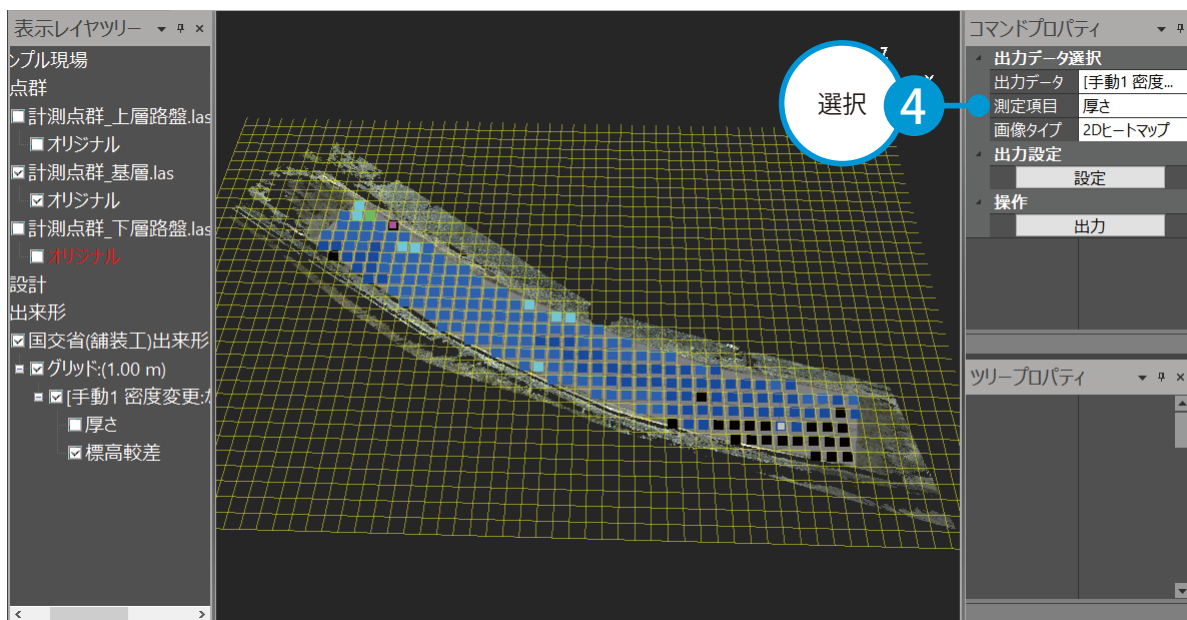 表示レイヤツリー
ンプル現場
点群
計測点群_上層路盤.las
オリジナル
計測点群_基層.las
オリジナル
計測点群_下層路盤.las
オリジナル
設計
出来形
国交省(舗装工)出来形
グリッド:(1.00 m)
[手動1 密度変更:
厚さ
標高較差
選択
4
コマンドプロパティ
出力データ選択
出力データ [手動1 密度...
測定項目 厚さ
画像タイプ 2Dヒートマップ
出力設定
設定
操作
出力
ツリープロパティ